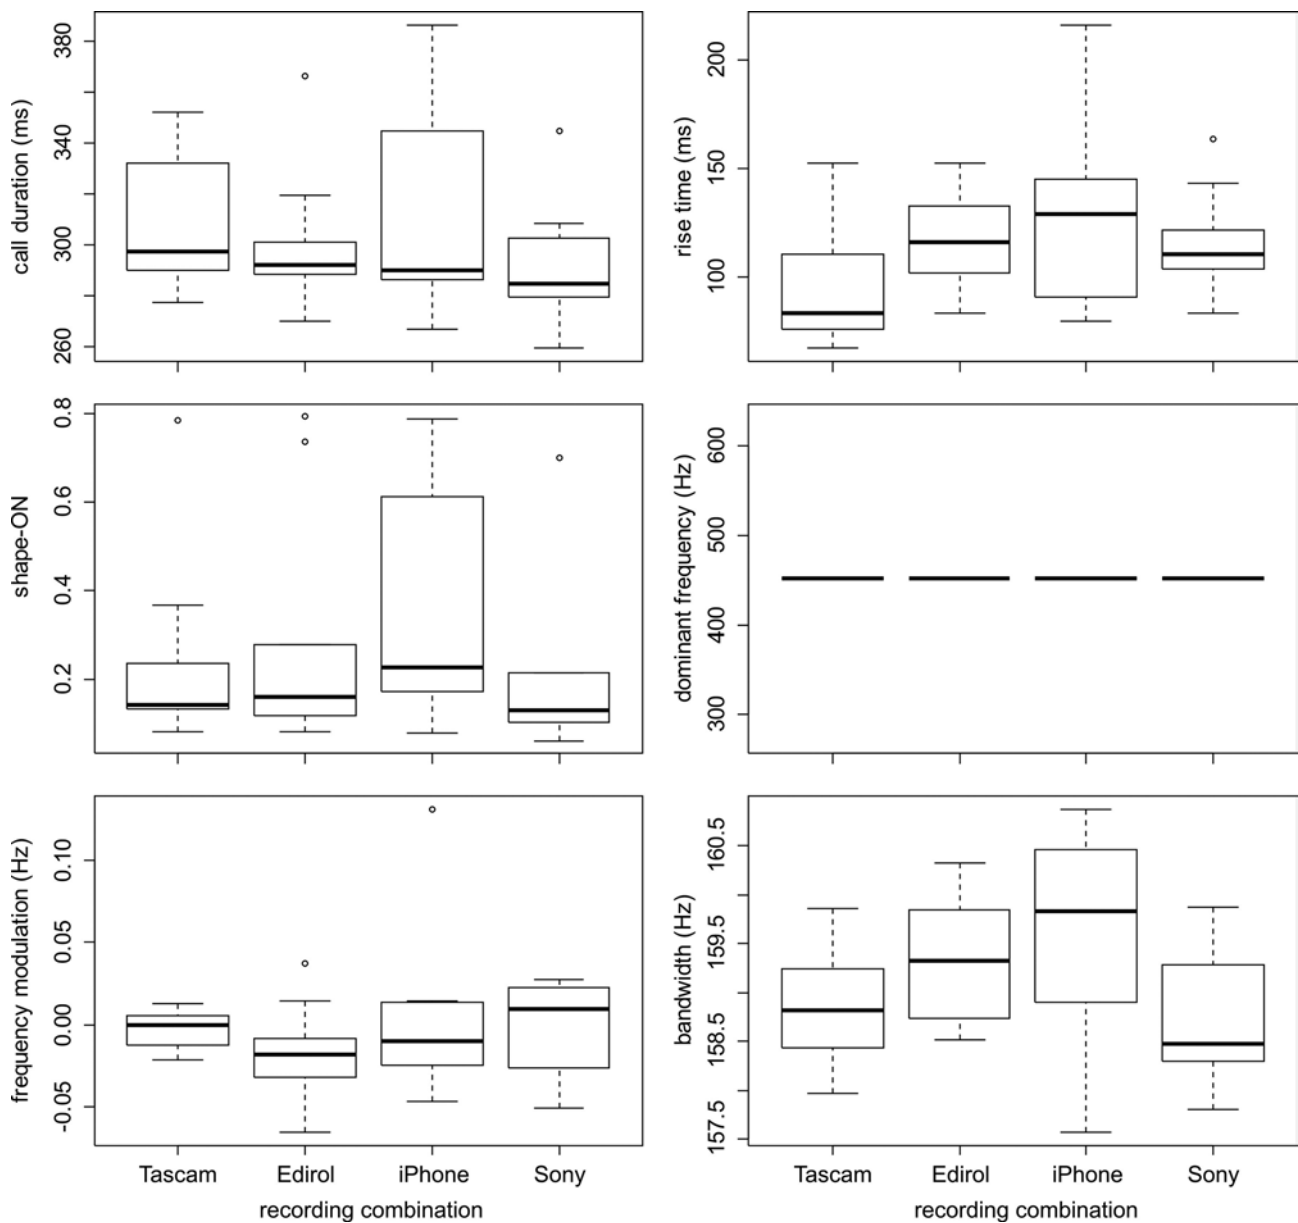 call duration (ms)
380
340
300
260
rise time (ms)
200
150
100
shape-ON
0.8
0.6
0.4
0.2
dominant frequency (Hz)
600
500
400
300
frequency modulation (Hz)
0.10
0.05
0.00
-0.05
Tascam Edirol iPhone Sony
recording combination
bandwidth (Hz)
160.5
159.5
158.5
157.5
Tascam Edirol iPhone Sony
recording combination